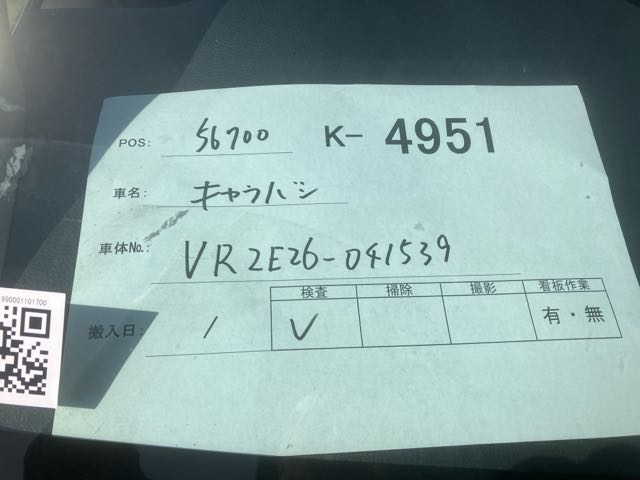 POS: 56700 K- 4951
車名: キャラバン
車体No.: VR2E26-041539
検査 掃除 撮影 看板作業
搬入日: / V 有・無
990001101700